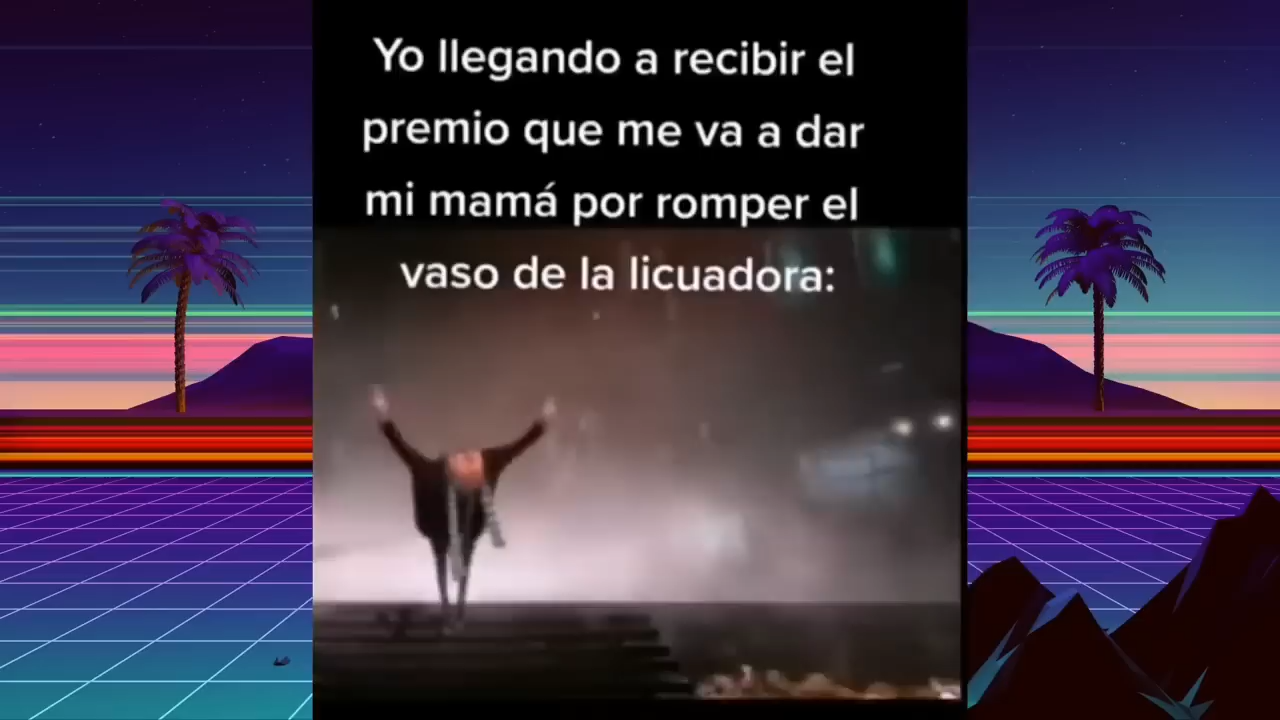 Yo llegando a recibir el
premio que me va a dar
mi mamá por romper el
vaso de la licuadora: